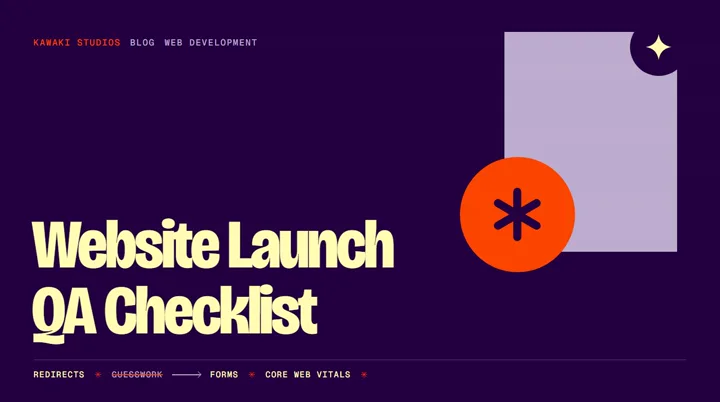 KAWAKI STUDIOS BLOG WEB DEVELOPMENT
Website Launch
QA Checklist
REDIRECTS * GUESSWORK → FORMS * CORE WEB VITALS *